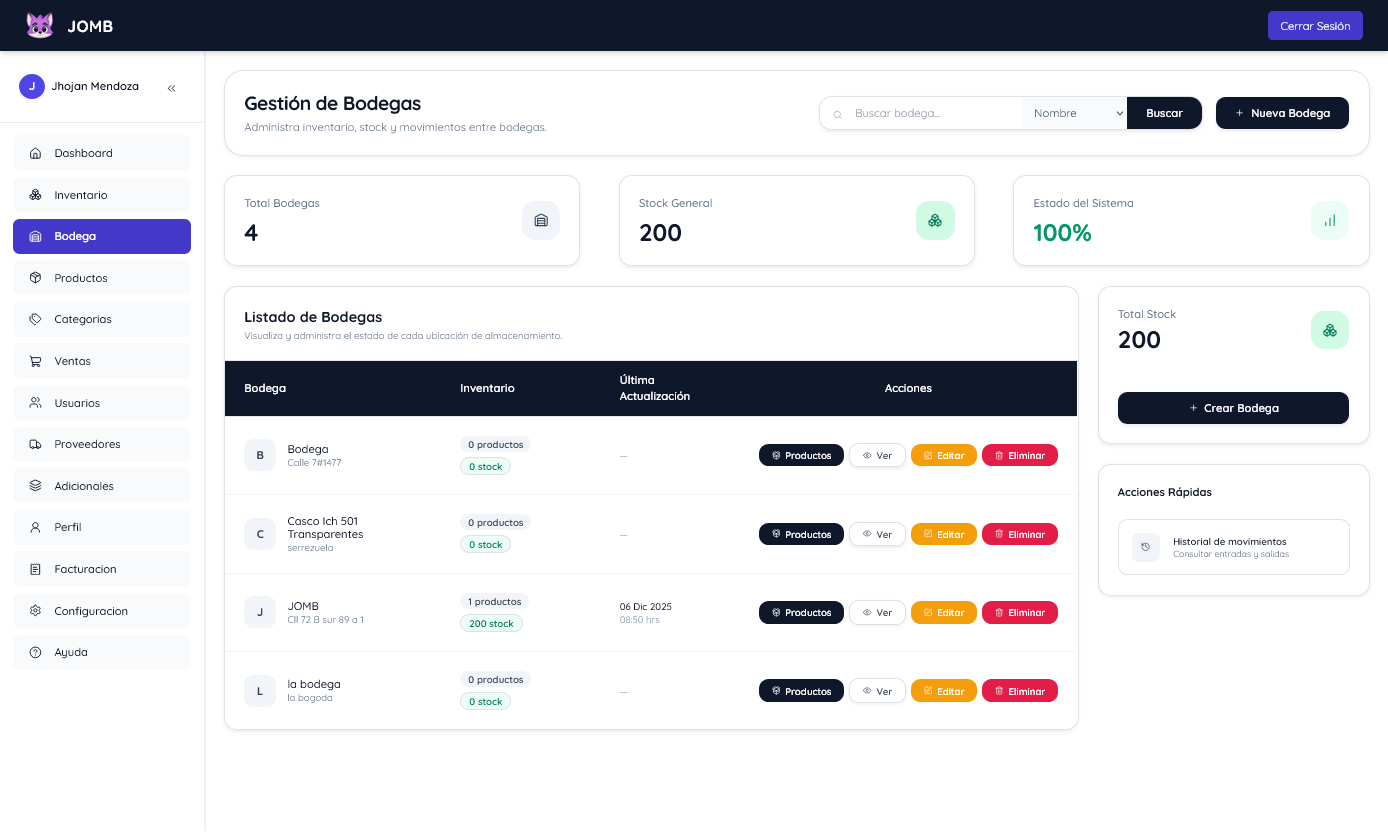 JOMB
Cerrar Sesión
J
Jhojan Mendoza
«
Dashboard
Inventario
Bodega
Productos
Categorias
Ventas
Usuarios
Proveedores
Adicionales
Perfil
Facturacion
Configuracion
Ayuda
Gestión de Bodegas
Administra inventario, stock y movimientos entre bodegas.
Buscar bodega...
Nombre
Buscar
+ Nueva Bodega
Total Bodegas
4
Stock General
200
Estado del Sistema
100%
Listado de Bodegas
Visualiza y administra el estado de cada ubicación de almacenamiento.
Bodega Inventario Última Actualización Acciones
B
Bodega
Calle 7#1477
0 productos
0 stock
—
Productos Ver Editar Eliminar
C
Casco Ich 501
Transparentes
serrezuela
0 productos
0 stock
—
Productos Ver Editar Eliminar
J
JOMB
Cll 72 B sur 89 a 1
1 productos
200 stock
06 Dic 2025
08:50 hrs
Productos Ver Editar Eliminar
L
la bodega
la bogoda
0 productos
0 stock
—
Productos Ver Editar Eliminar
Total Stock
200
+ Crear Bodega
Acciones Rápidas
Historial de movimientos
Consultar entradas y salidas